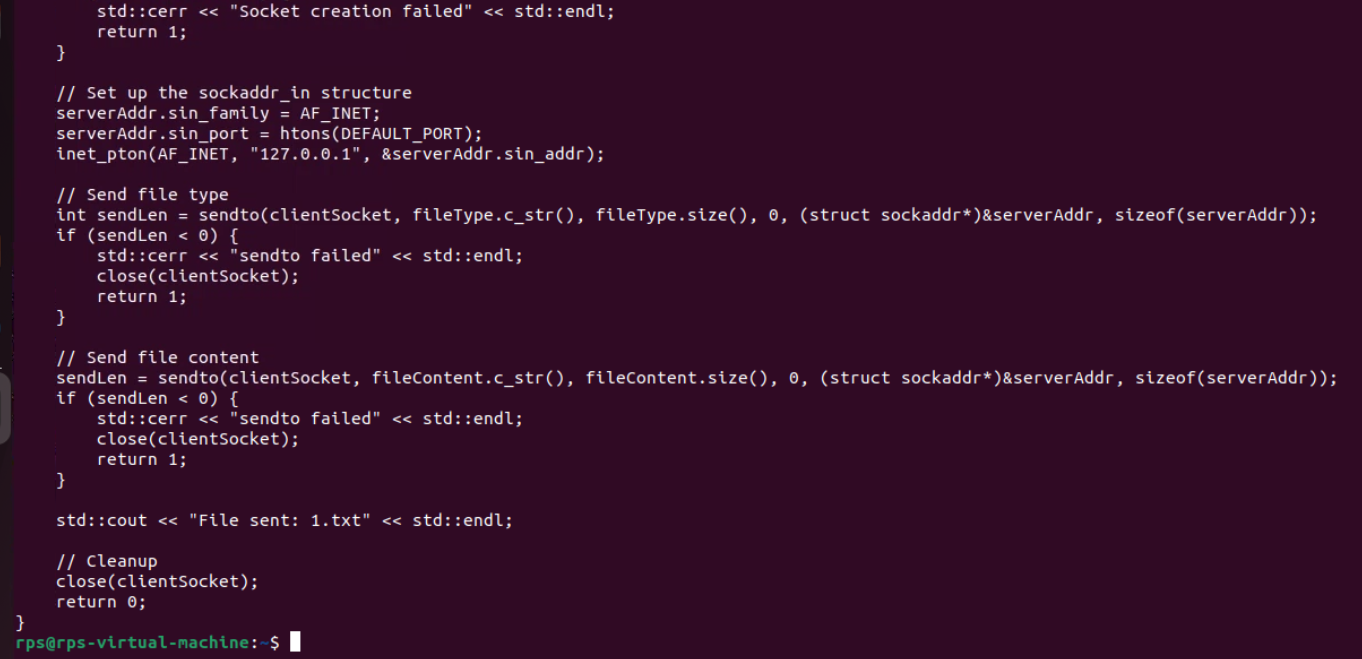 std::cerr << "Socket creation failed" << std::endl;
        return 1;
    }

    // Set up the sockaddr_in structure
    serverAddr.sin_family = AF_INET;
    serverAddr.sin_port = htons(DEFAULT_PORT);
    inet_pton(AF_INET, "127.0.0.1", &serverAddr.sin_addr);

    // Send file type
    int sendLen = sendto(clientSocket, fileType.c_str(), fileType.size(), 0, (struct sockaddr*)&serverAddr, sizeof(serverAddr));
    if (sendLen < 0) {
        std::cerr << "sendto failed" << std::endl;
        close(clientSocket);
        return 1;
    }

    // Send file content
    sendLen = sendto(clientSocket, fileContent.c_str(), fileContent.size(), 0, (struct sockaddr*)&serverAddr, sizeof(serverAddr));
    if (sendLen < 0) {
        std::cerr << "sendto failed" << std::endl;
        close(clientSocket);
        return 1;
    }

    std::cout << "File sent: 1.txt" << std::endl;

    // Cleanup
    close(clientSocket);
    return 0;
}
rps@rps-virtual-machine:~$